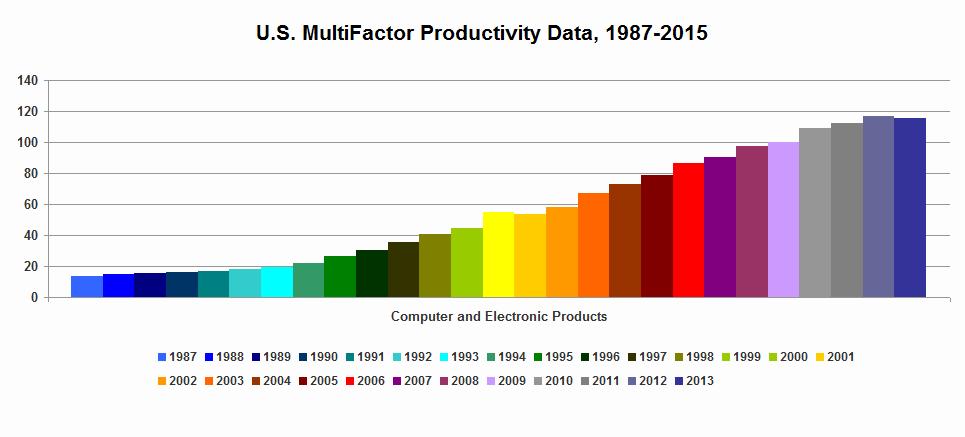 U.S. MultiFactor Productivity Data, 1987-2015
140
120
100
80
60
40
20
0
Computer and Electronic Products
1987 1988 1989 1990 1991 1992 1993 1994 1995 1996 1997 1998 1999 2000 2001
2002 2003 2004 2005 2006 2007 2008 2009 2010 2011 2012 2013